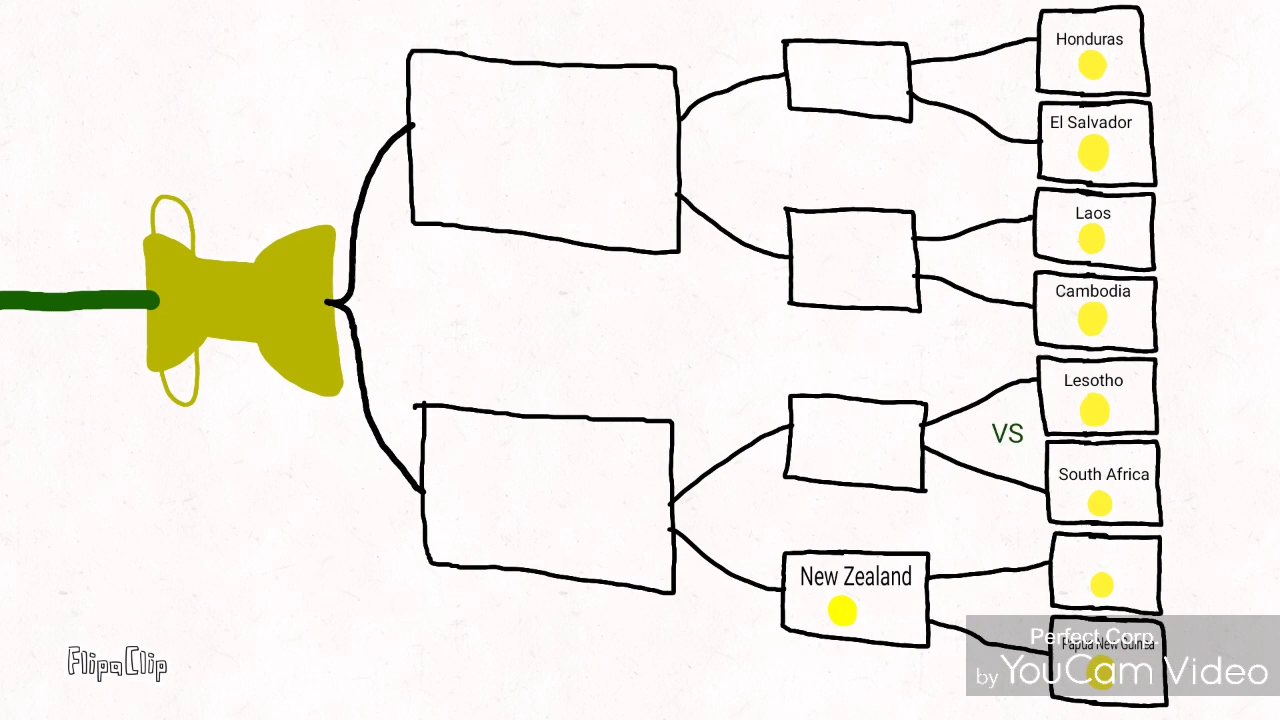 Honduras
El Salvador
Laos
Cambodia
Lesotho
VS
South Africa
New Zealand
Papua New Guinea
Perfect Corp.
by YouCam Video
FlipaClip